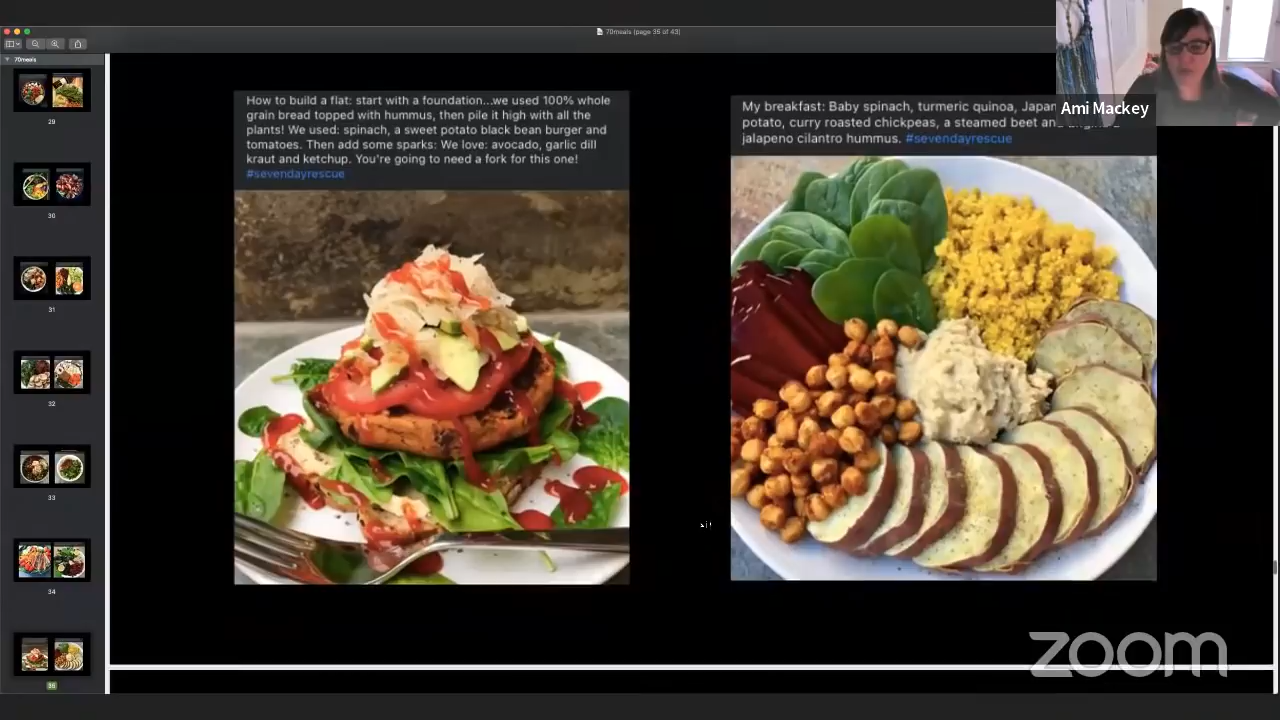 70meals (page 35 of 43)
70meals
29
30
31
32
33
34
35
How to build a flat: start with a foundation...we used 100% whole
grain bread topped with hummus, then pile it high with all the
plants! We used: spinach, a sweet potato black bean burger and
tomatoes. Then add some sparks: We love: avocado, garlic dill
kraut and ketchup. You're going to need a fork for this one!
#sevendayrescue
My breakfast: Baby spinach, turmeric quinoa, Japan
potato, curry roasted chickpeas, a steamed beet and
jalapeno cilantro hummus. #sevendayrescue
Ami Mackey
zoom